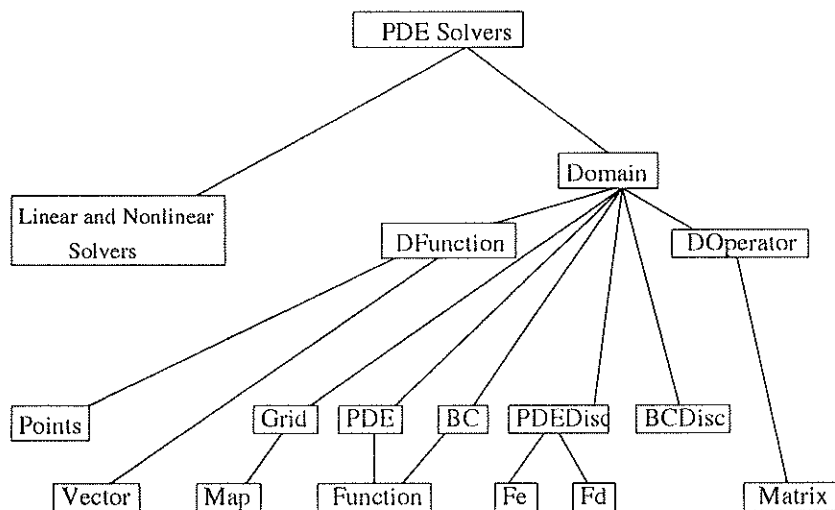 PDE Solvers
Domain
Linear and Nonlinear
Solvers
DFunction
DOperator
Points
Grid
PDE
BC
PDEDisc
BCDisc
Vector
Map
Function
Fe
Fd
Matrix